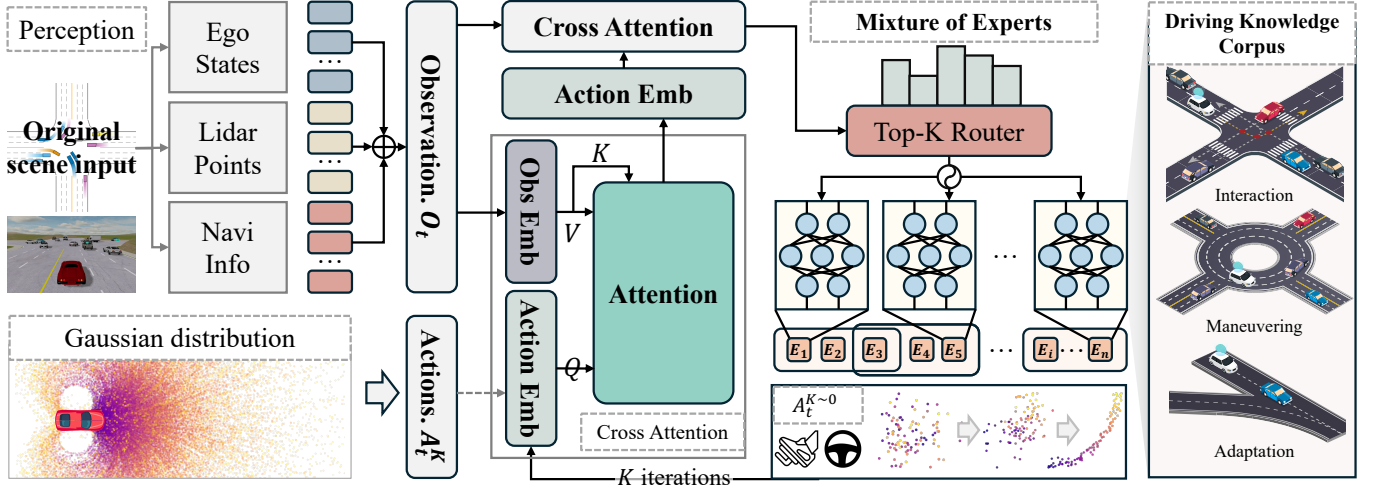 Perception
Original
scene input
Ego
States
Lidar
Points
Navi
Info
...
...
...
Observation. O_t
Cross Attention
Action Emb
Obs Emb
K
V
Attention
Action Emb
Q
Cross Attention
Gaussian distribution
Actions. A_t^K
K iterations
Mixture of Experts
Top-K Router
...
E_1
E_2
E_3
E_4
E_5
...
E_i
...
E_n
A_t^{K~0}
Driving Knowledge
Corpus
Interaction
Maneuvering
Adaptation